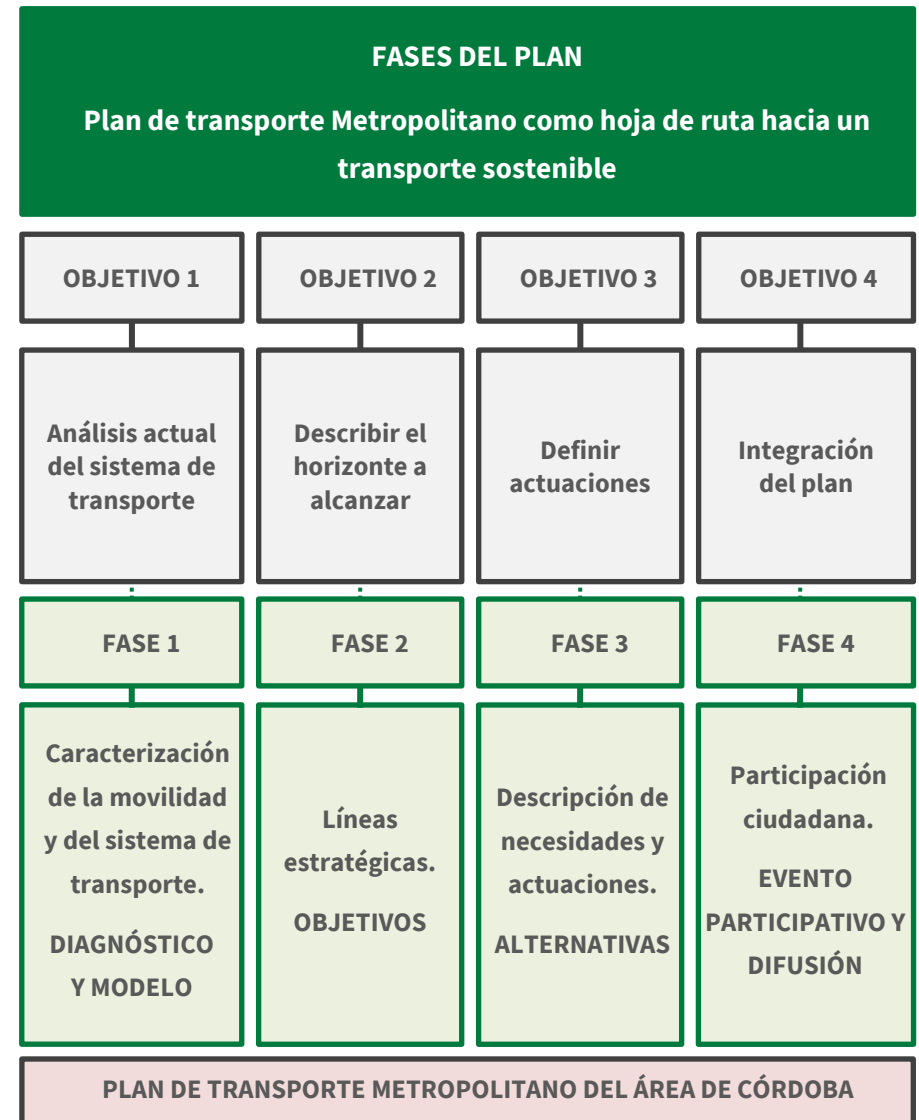 FASES DEL PLAN
Plan de transporte Metropolitano como hoja de ruta hacia un
transporte sostenible
OBJETIVO 1
OBJETIVO 2
OBJETIVO 3
OBJETIVO 4
Análisis actual
del sistema de
transporte
Describir el
horizonte a
alcanzar
Definir
actuaciones
Integración
del plan
FASE 1
FASE 2
FASE 3
FASE 4
Caracterización
de la movilidad
y del sistema de
transporte.
DIAGNÓSTICO
Y MODELO
Líneas
estratégicas.
OBJETIVOS
Descripción de
necesidades y
actuaciones.
ALTERNATIVAS
Participación
ciudadana.
EVENTO
PARTICIPATIVO Y
DIFUSIÓN
PLAN DE TRANSPORTE METROPOLITANO DEL ÁREA DE CÓRDOBA